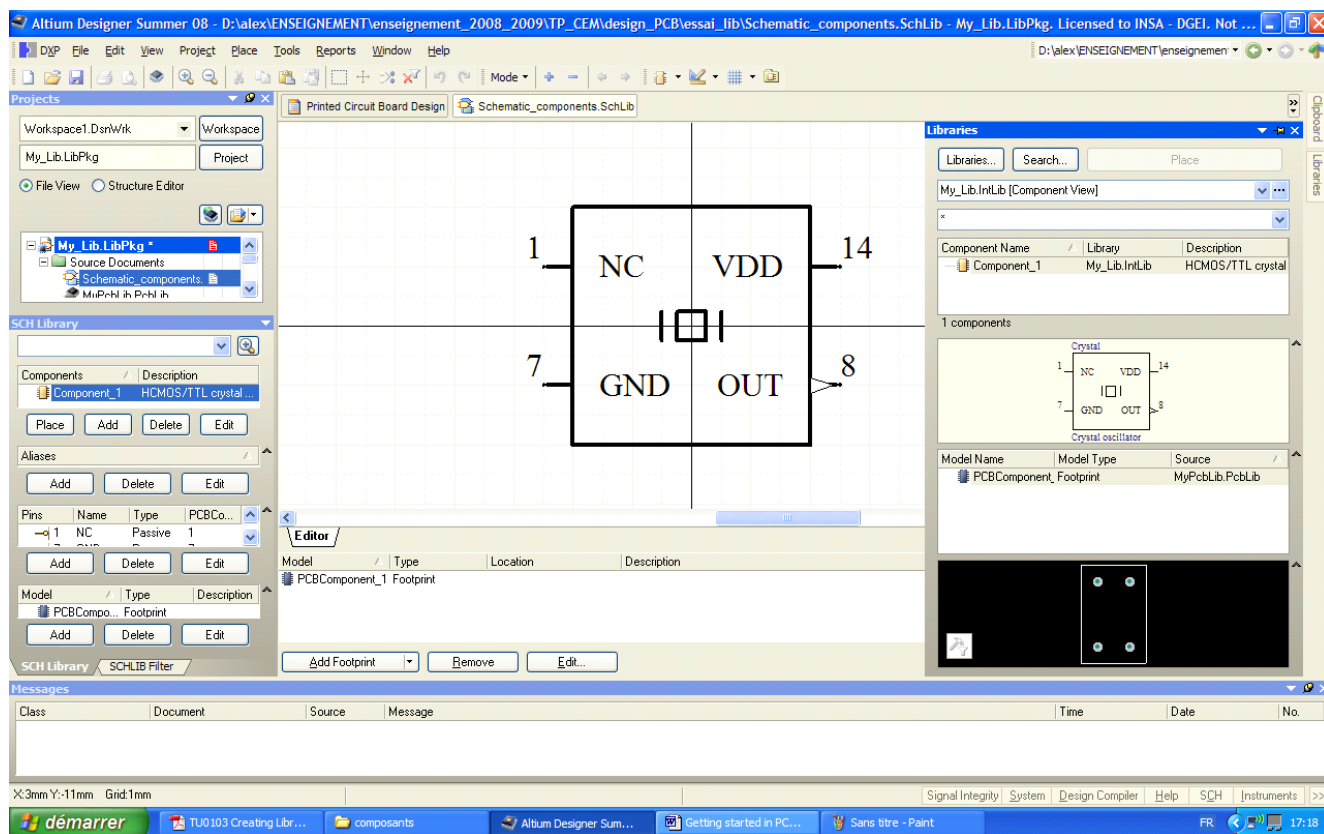 Altium Designer Summer 08 - D:\alex\ENSEIGNEMENT\enseignement_2008_2009\TP_CEM\design_PCB\essai_lib\Schematic_components.SchLib - My_Lib.LibPkg. Licensed to INSA - DGEI. Not ...
DXP File Edit View Project Place Tools Reports Window Help D:\alex\ENSEIGNEMENT\enseignemen
Mode
Projects
Printed Circuit Board Design Schematic_components.SchLib
Clipboard
Libraries
Workspace1.DsnWrk Workspace
My_Lib.LibPkg Project
File View Structure Editor
My_Lib.LibPkg *
Source Documents
Schematic_components.
MyPcbLib.PcbLib
SCH Library
Components Description
Component_1 HCMOS/TTL crystal ...
Place Add Delete Edit
Aliases
Add Delete Edit
Pins Name Type PCBCo...
1 NC Passive 1
Add Delete Edit
Model Type Description
PCBCompo... Footprint
Add Delete Edit
SCH Library SCHLIB Filter
1 NC VDD 14
7 GND OUT 8
Editor
Model Type Location Description
PCBComponent_1 Footprint
Add Footprint Remove Edit...
Libraries
Libraries... Search... Place
My_Lib.IntLib [Component View]
*
Component Name Library Description
Component_1 My_Lib.IntLib HCMOS/TTL crystal
1 components
Crystal
1 NC VDD 14
7 GND OUT 8
Crystal oscillator
Model Name Model Type Source
PCBComponent_ Footprint MyPcbLib.PcbLib
Messages
Class Document Source Message Time Date No.
X:3mm Y:-11mm Grid:1mm Signal Integrity System Design Compiler Help SCH Instruments >>
démarrer TU0103 Creating Libr... composants Altium Designer Sum... Getting started in PC... Sans titre - Paint FR 17:18